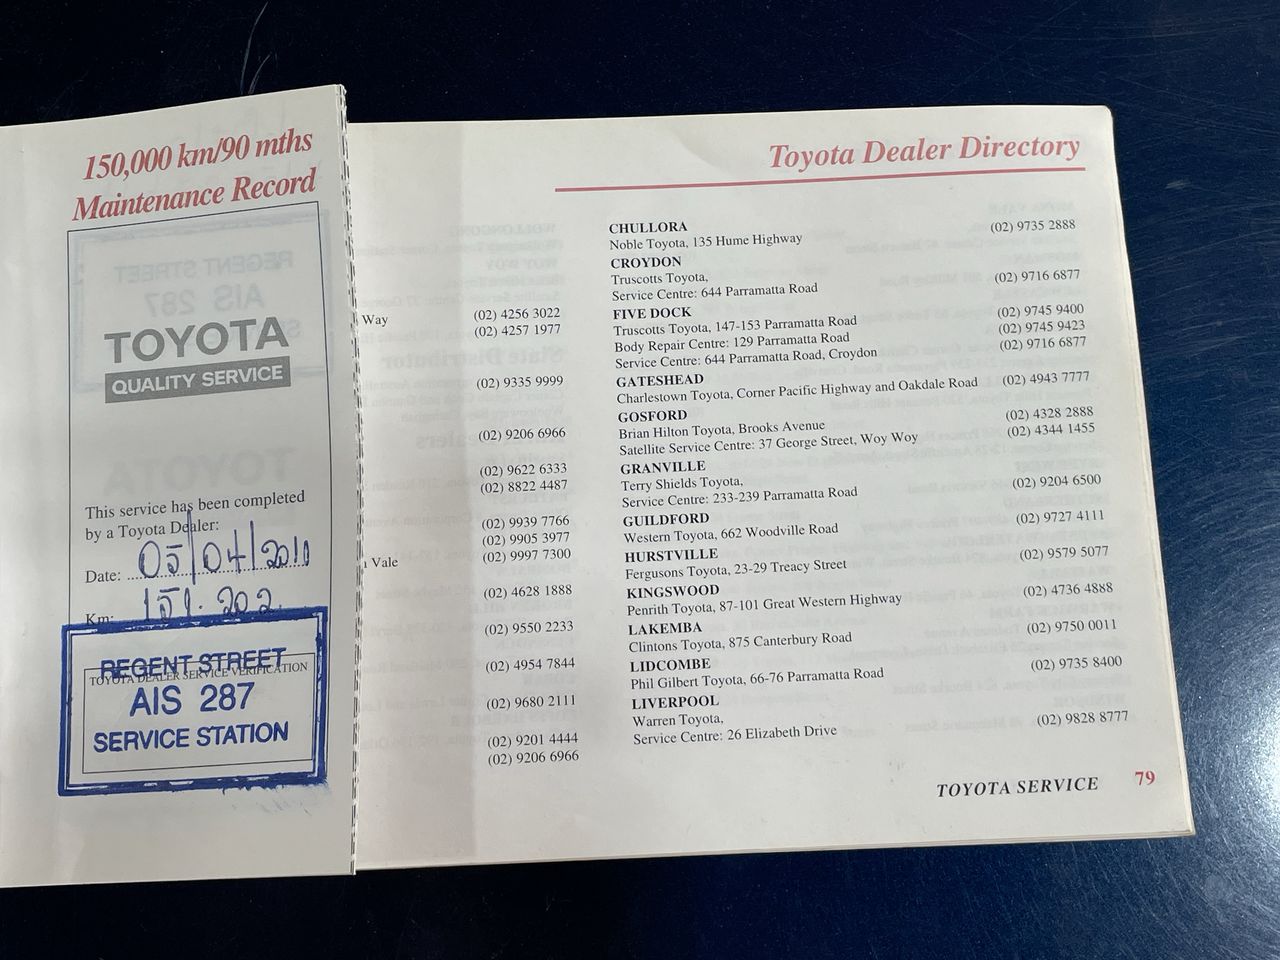 150,000 km/90 mths
Maintenance Record
TOYOTA
QUALITY SERVICE
This service has been completed
by a Toyota Dealer:
Date: 05/04/2010
Km: 151.202
REGENT STREET
TOYOTA DEALER SERVICE VERIFICATION
AIS 287
SERVICE STATION
Way (02) 4256 3022
(02) 4257 1977
(02) 9335 9999
(02) 9206 6966
(02) 9622 6333
(02) 8822 4487
(02) 9939 7766
(02) 9905 3977
Vale (02) 9997 7300
(02) 4628 1888
(02) 9550 2233
(02) 4954 7844
(02) 9680 2111
(02) 9201 4444
(02) 9206 6966
Toyota Dealer Directory
CHULLORA
Noble Toyota, 135 Hume Highway (02) 9735 2888
CROYDON
Truscotts Toyota,
Service Centre: 644 Parramatta Road (02) 9716 6877
FIVE DOCK
Truscotts Toyota, 147-153 Parramatta Road (02) 9745 9400
Body Repair Centre: 129 Parramatta Road (02) 9745 9423
Service Centre: 644 Parramatta Road, Croydon (02) 9716 6877
GATESHEAD
Charlestown Toyota, Corner Pacific Highway and Oakdale Road (02) 4943 7777
GOSFORD
Brian Hilton Toyota, Brooks Avenue (02) 4328 2888
Satellite Service Centre: 37 George Street, Woy Woy (02) 4344 1455
GRANVILLE
Terry Shields Toyota,
Service Centre: 233-239 Parramatta Road (02) 9204 6500
GUILDFORD
Western Toyota, 662 Woodville Road (02) 9727 4111
HURSTVILLE
Fergusons Toyota, 23-29 Treacy Street (02) 9579 5077
KINGSWOOD
Penrith Toyota, 87-101 Great Western Highway (02) 4736 4888
LAKEMBA
Clintons Toyota, 875 Canterbury Road (02) 9750 0011
LIDCOMBE
Phil Gilbert Toyota, 66-76 Parramatta Road (02) 9735 8400
LIVERPOOL
Warren Toyota,
Service Centre: 26 Elizabeth Drive (02) 9828 8777
TOYOTA SERVICE 79